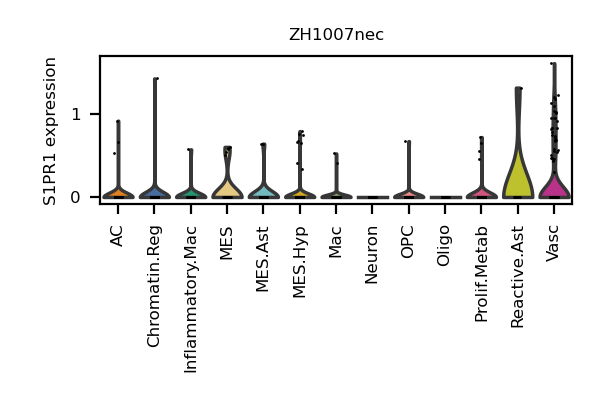 ZH1007nec
S1PR1 expression
1
0
AC
Chromatin.Reg
Inflammatory.Mac
MES
MES.Ast
MES.Hyp
Mac
Neuron
OPC
Oligo
Prolif.Metab
Reactive.Ast
Vasc